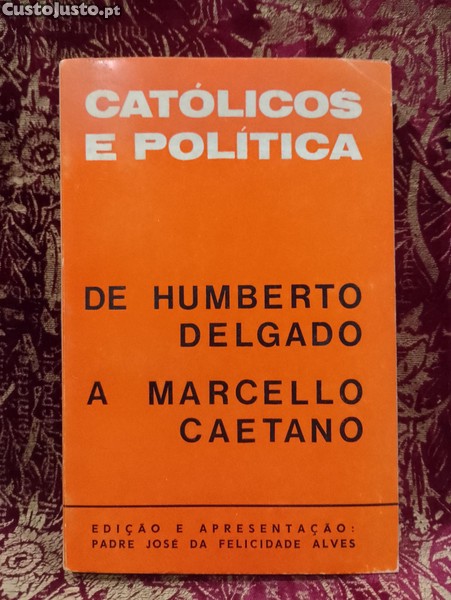 CustoJusto.pt
CATÓLICOS
E POLÍTICA
DE HUMBERTO
DELGADO
A MARCELLO
CAETANO
EDIÇÃO E APRESENTAÇÃO:
PADRE JOSÉ DA FELICIDADE ALVES